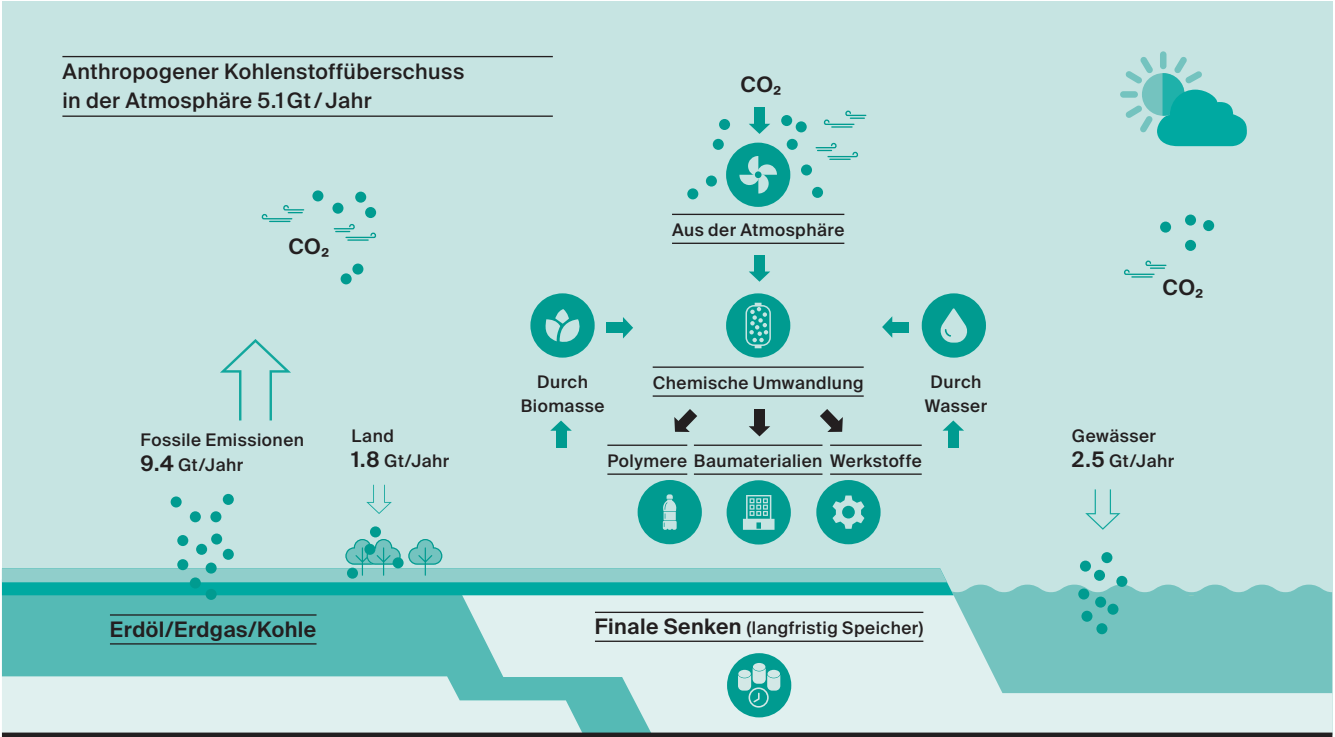 Anthropogener Kohlenstoffüberschuss
in der Atmosphäre 5.1 Gt / Jahr
CO₂
Aus der Atmosphäre
CO₂
CO₂
Durch
Biomasse
Chemische Umwandlung
Durch
Wasser
Fossile Emissionen
9.4 Gt/Jahr
Land
1.8 Gt/Jahr
Polymere
Baumaterialien
Werkstoffe
Gewässer
2.5 Gt/Jahr
Erdöl/Erdgas/Kohle
Finale Senken (langfristig Speicher)